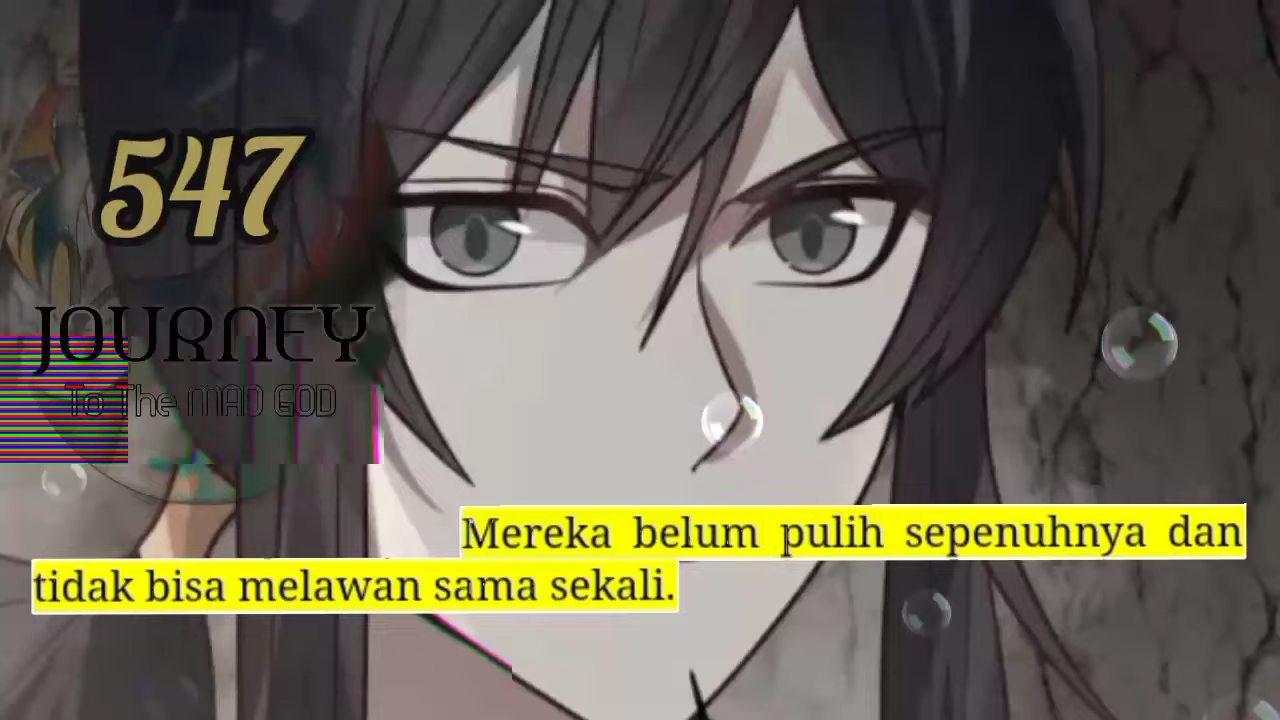 547
JOURNEY
To The MAD GOD
Mereka belum pulih sepenuhnya dan
tidak bisa melawan sama sekali.